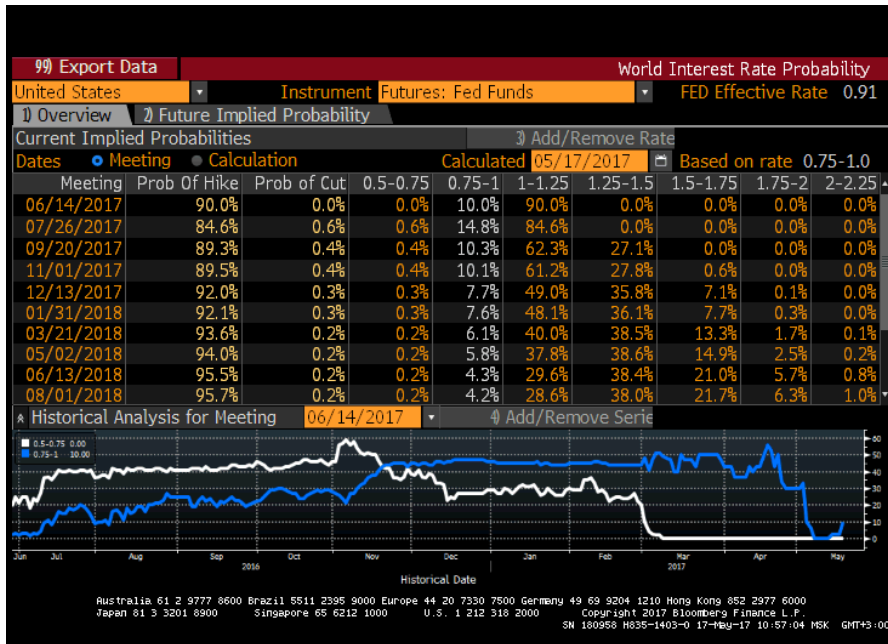 99) Export Data World Interest Rate Probability
United States Instrument Futures: Fed Funds FED Effective Rate 0.91
1) Overview 2) Future Implied Probability
Current Implied Probabilities 3) Add/Remove Rate
Dates Meeting Calculation Calculated 05/17/2017 Based on rate 0.75-1.0
Meeting Prob Of Hike Prob of Cut 0.5-0.75 0.75-1 1-1.25 1.25-1.5 1.5-1.75 1.75-2 2-2.25
06/14/2017 90.0% 0.0% 0.0% 10.0% 90.0% 0.0% 0.0% 0.0% 0.0%
07/26/2017 84.6% 0.6% 0.6% 14.8% 84.6% 0.0% 0.0% 0.0% 0.0%
09/20/2017 89.3% 0.4% 0.4% 10.3% 62.3% 27.1% 0.0% 0.0% 0.0%
11/01/2017 89.5% 0.4% 0.4% 10.1% 61.2% 27.8% 0.6% 0.0% 0.0%
12/13/2017 92.0% 0.3% 0.3% 7.7% 49.0% 35.8% 7.1% 0.1% 0.0%
01/31/2018 92.1% 0.3% 0.3% 7.6% 48.1% 36.1% 7.7% 0.3% 0.0%
03/21/2018 93.6% 0.2% 0.2% 6.1% 40.0% 38.5% 13.3% 1.7% 0.1%
05/02/2018 94.0% 0.2% 0.2% 5.8% 37.8% 38.6% 14.9% 2.5% 0.2%
06/13/2018 95.5% 0.2% 0.2% 4.3% 29.6% 38.4% 21.0% 5.7% 0.8%
08/01/2018 95.7% 0.2% 0.2% 4.2% 28.6% 38.0% 21.7% 6.3% 1.0%
Historical Analysis for Meeting 06/14/2017 4) Add/Remove Serie
0.5-0.75 0.00
0.75-1 10.00
60
50
40
30
20
10
0
Jun Jul Aug Sep Oct Nov Dec Jan Feb Mar Apr May
2016 2017
Historical Date
Australia 61 2 9777 8600 Brazil 5511 2395 9000 Europe 44 20 7330 7500 Germany 49 69 9204 1210 Hong Kong 852 2977 6000
Japan 81 3 3201 8900 Singapore 65 6212 1000 U.S. 1 212 318 2000 Copyright 2017 Bloomberg Finance L.P.
SN 180958 H835-1403-0 17-May-17 10:57:04 MSK GMT+3:00